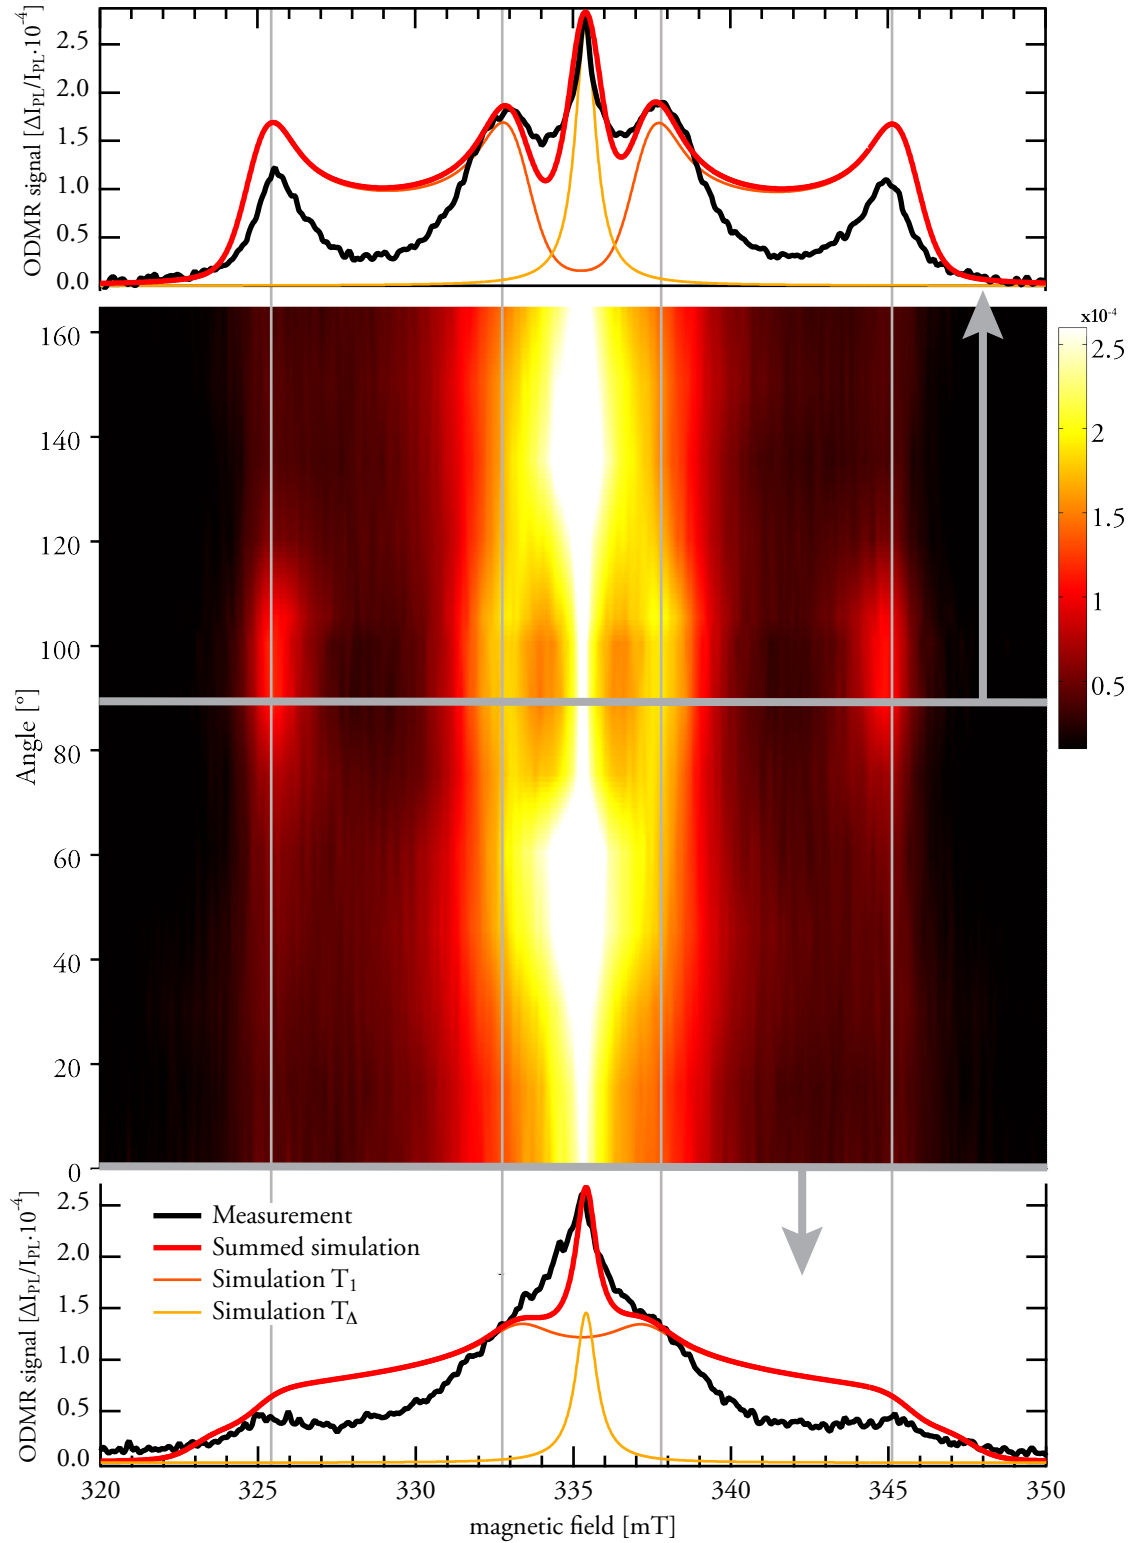 ODMR signal [ΔI_PL/I_PL·10⁻⁴]
2.5
2.0
1.5
1.0
0.5
0.0
Angle [°]
160
140
120
100
80
60
40
20
0
x10⁻⁴
2.5
2
1.5
1
0.5
ODMR signal [ΔI_PL/I_PL·10⁻⁴]
2.5
2.0
1.5
1.0
0.5
0.0
Measurement
Summed simulation
Simulation T₁
Simulation T_Δ
320 325 330 335 340 345 350
magnetic field [mT]